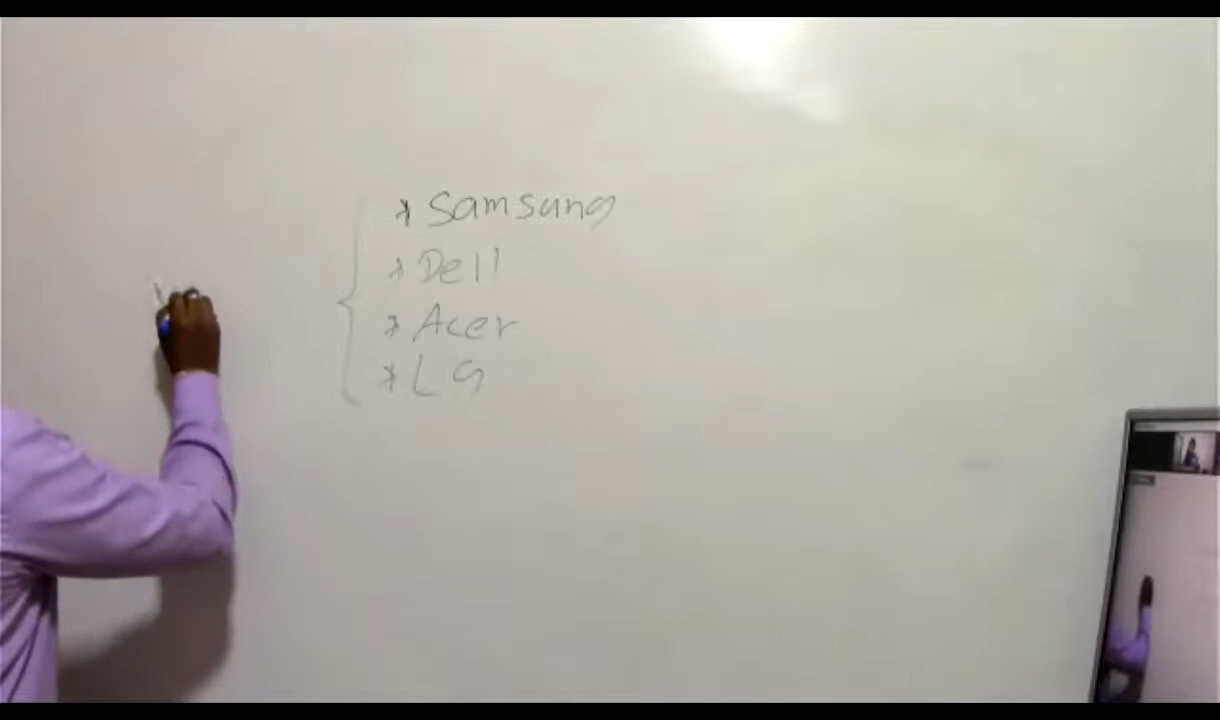 * Samsung
* Dell
* Acer
* LG